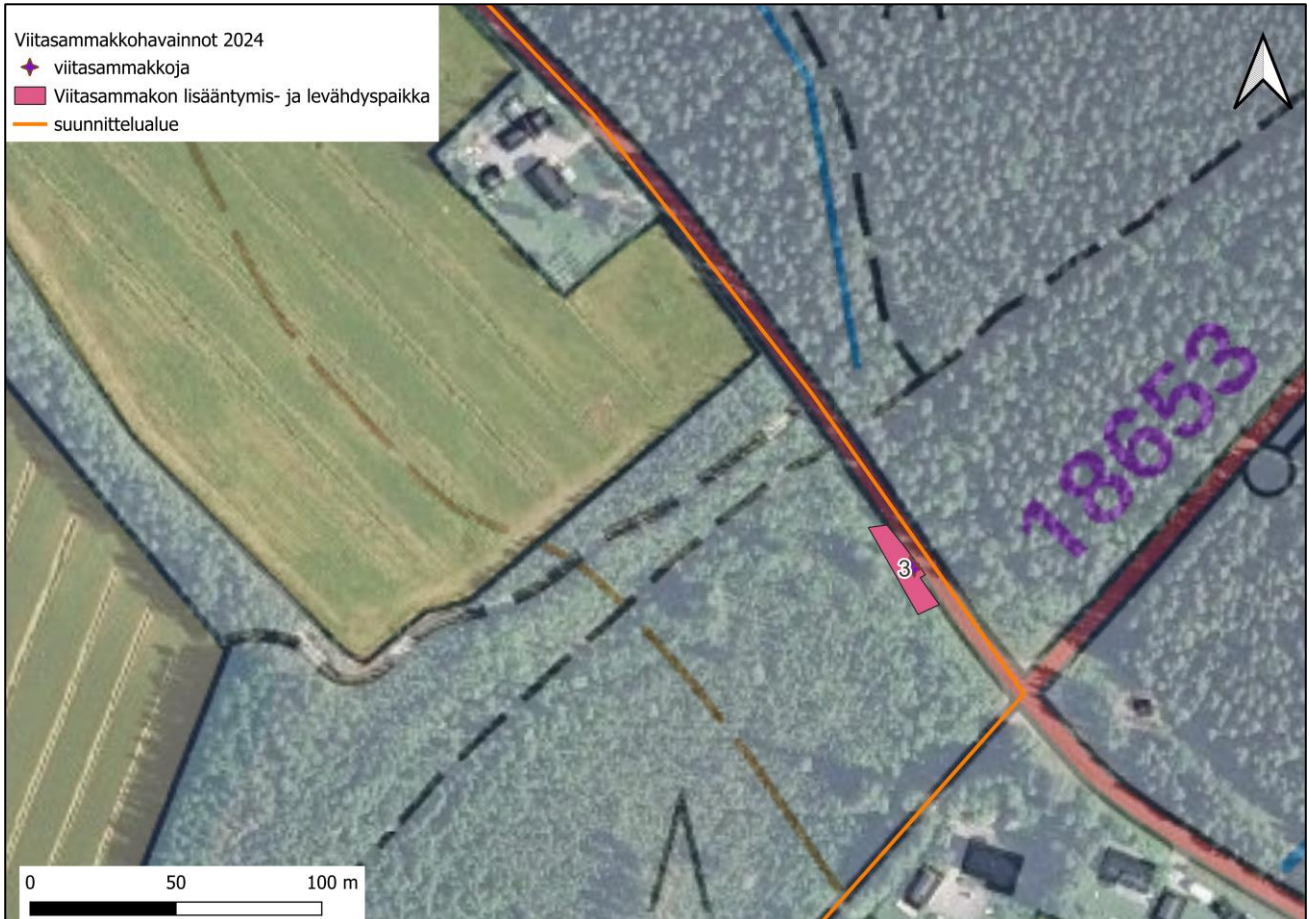 Viitasammakkohavainnot 2024
viitasammakkoja
Viitasammakon lisääntymis- ja levähdyspaikka
suunnittelualue
18653
3
0 50 100 m